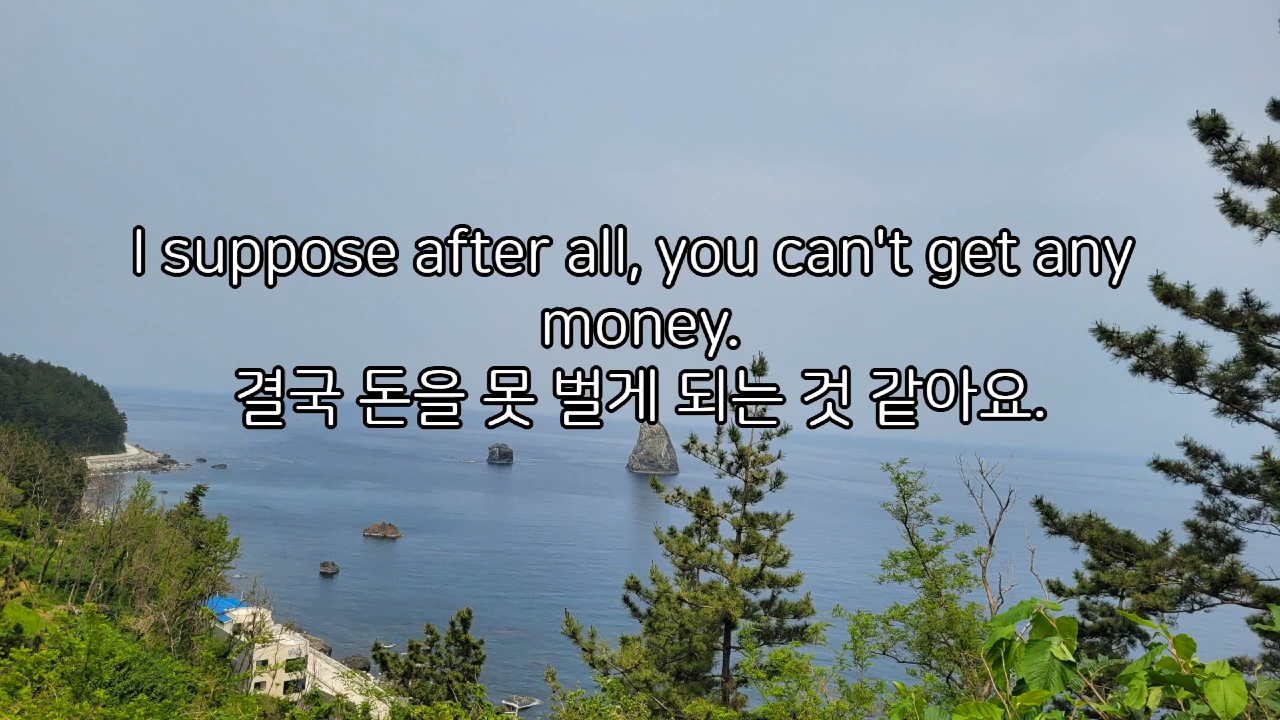 I suppose after all, you can't get any
money.
결국 돈을 못 벌게 되는 것 같아요.